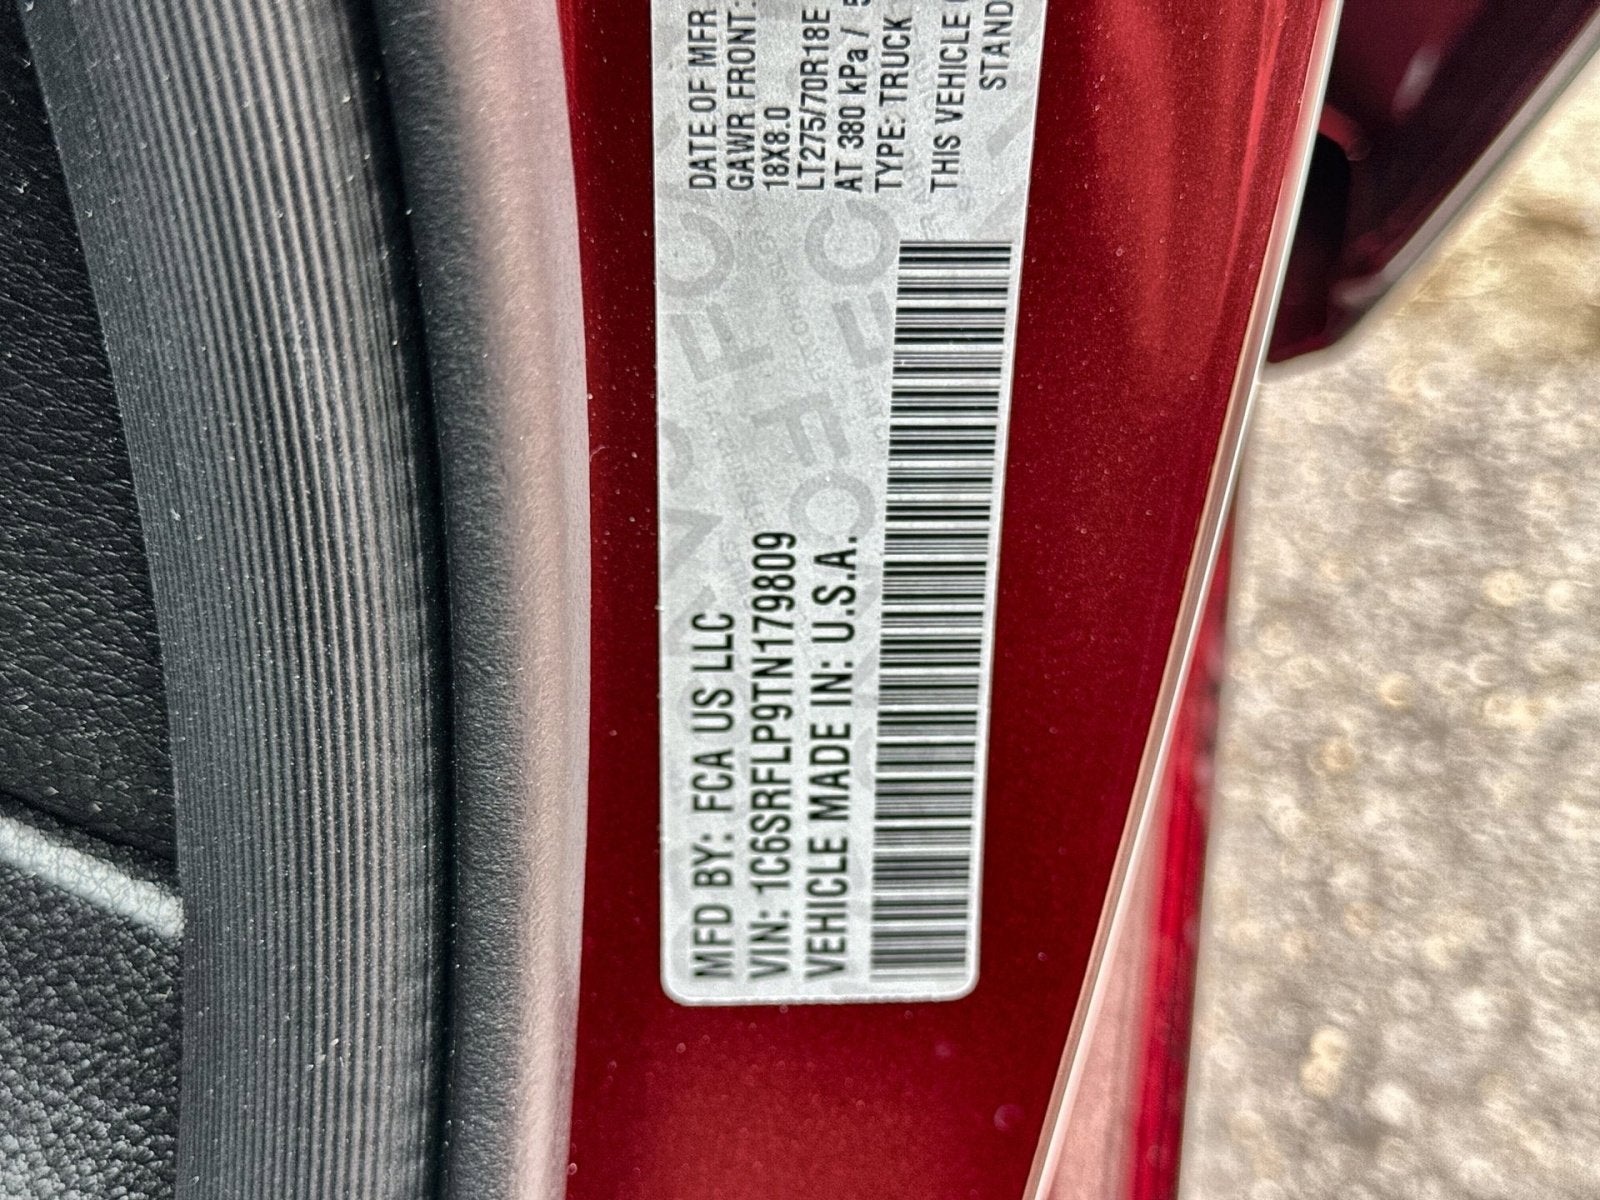 MFD BY: FCA US LLC
VIN: 1C6SRFLP9TN179809
VEHICLE MADE IN: U.S.A.
DATE OF MFR
GAWR FRONT:
18X8.0
LT275/70R18E
AT 380 kPa /
TYPE: TRUCK
THIS VEHICLE
STAND